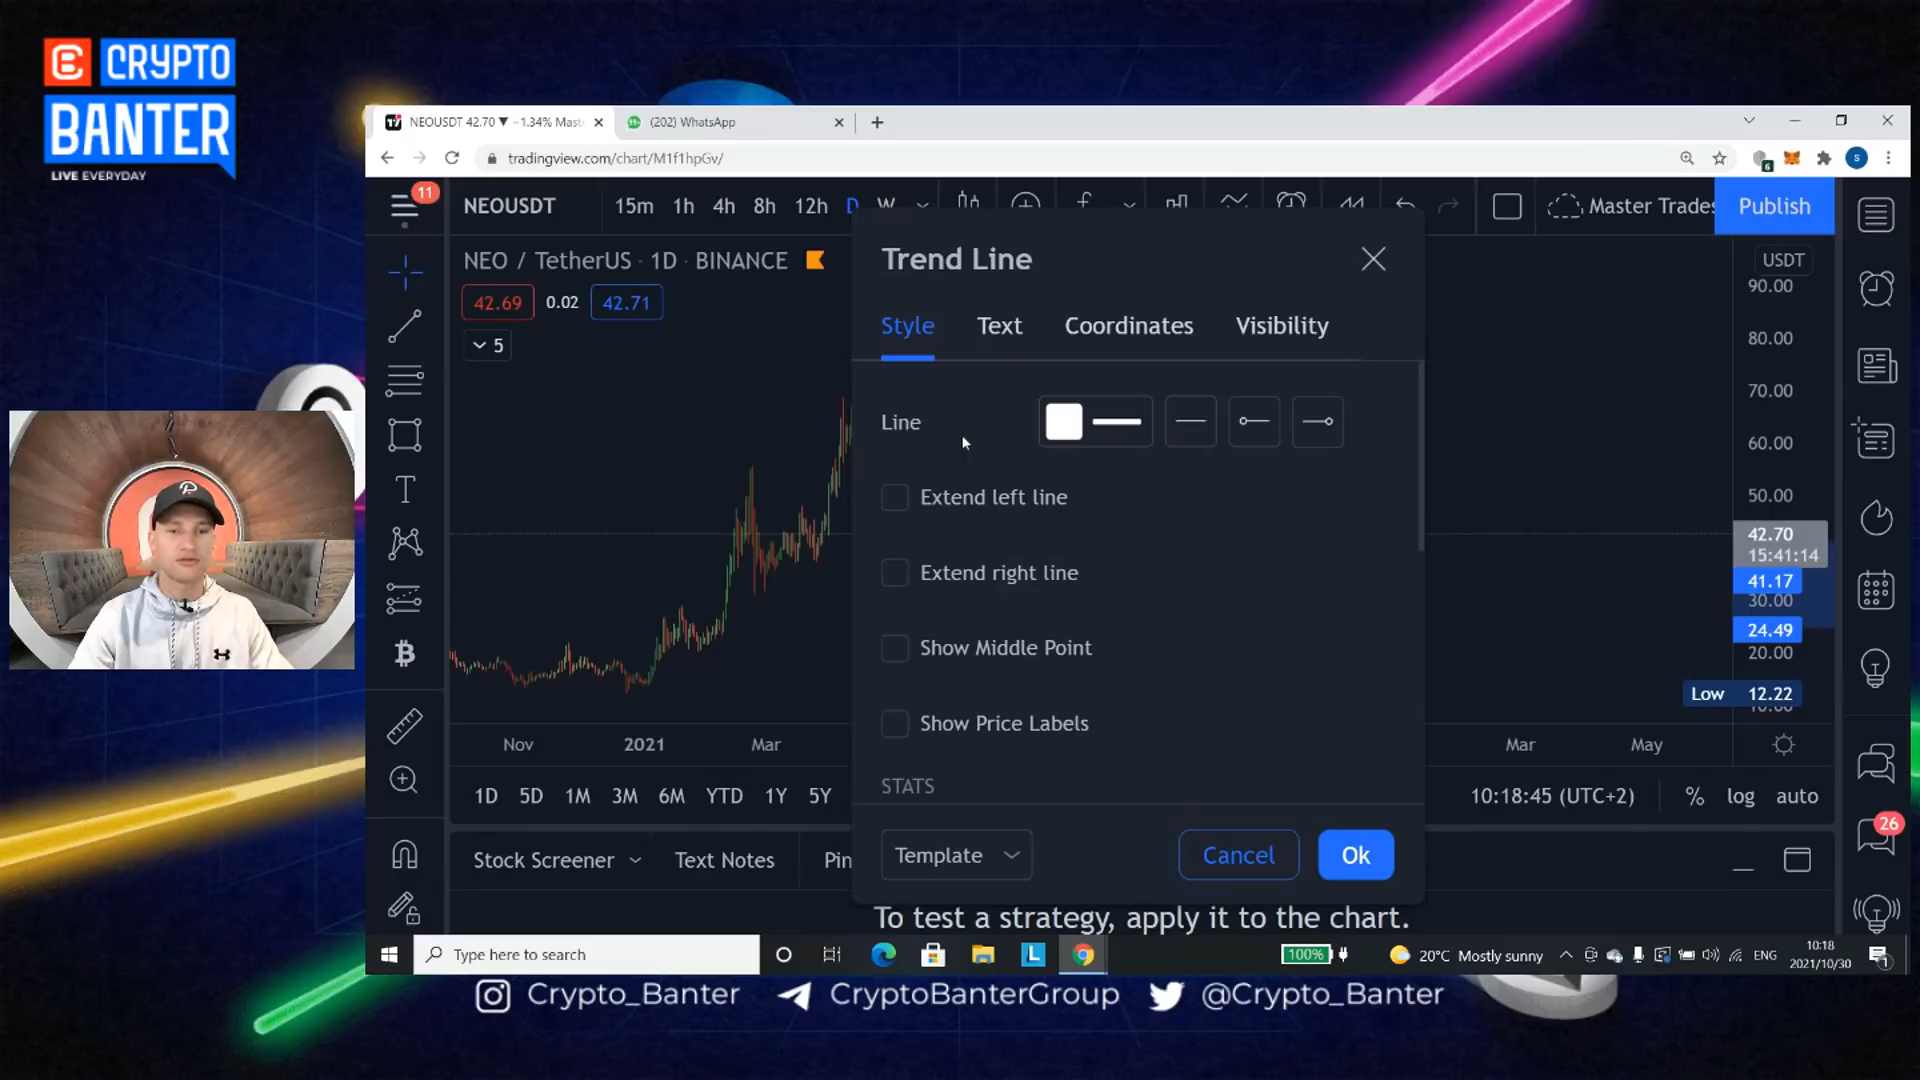 CRYPTO
BANTER
LIVE EVERYDAY
NEOUSDT 42.70 ▼ −1.34% Mast
(202) WhatsApp
tradingview.com/chart/M1f1hpGv/
11
NEOUSDT 15m 1h 4h 8h 12h D W
Master Trades
Publish
NEO / TetherUS · 1D · BINANCE
42.69 0.02 42.71
5
Trend Line
Style Text Coordinates Visibility
Line
Extend left line
Extend right line
Show Middle Point
Show Price Labels
STATS
Template
Cancel
Ok
USDT
90.00
80.00
70.00
60.00
50.00
42.70
15:41:14
41.17
30.00
24.49
20.00
Low 12.22
10.00
Nov 2021 Mar Mar May
1D 5D 1M 3M 6M YTD 1Y 5Y
10:18:45 (UTC+2) % log auto
26
Stock Screener Text Notes Pin
To test a strategy, apply it to the chart.
Type here to search
100%
20°C Mostly sunny
ENG
10:18
2021/10/30
Crypto_Banter CryptoBanterGroup @Crypto_Banter